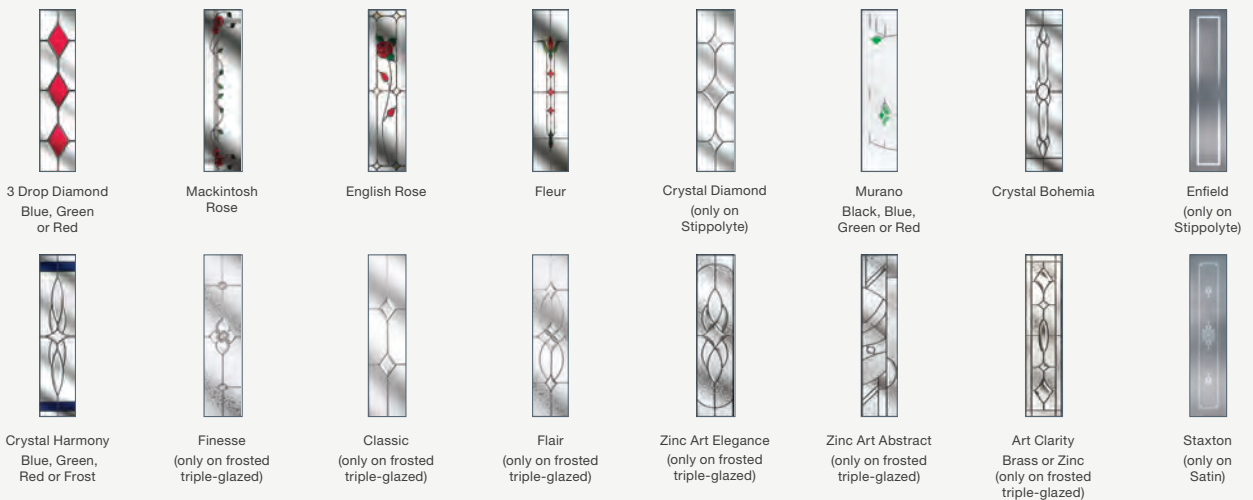 3 Drop Diamond
Blue, Green
or Red
Mackintosh
Rose
English Rose
Fleur
Crystal Diamond
(only on
Stippolyte)
Murano
Black, Blue,
Green or Red
Crystal Bohemia
Enfield
(only on
Stippolyte)
Crystal Harmony
Blue, Green,
Red or Frost
Finesse
(only on frosted
triple-glazed)
Classic
(only on frosted
triple-glazed)
Flair
(only on frosted
triple-glazed)
Zinc Art Elegance
(only on frosted
triple-glazed)
Zinc Art Abstract
(only on frosted
triple-glazed)
Art Clarity
Brass or Zinc
(only on frosted
triple-glazed)
Staxton
(only on
Satin)